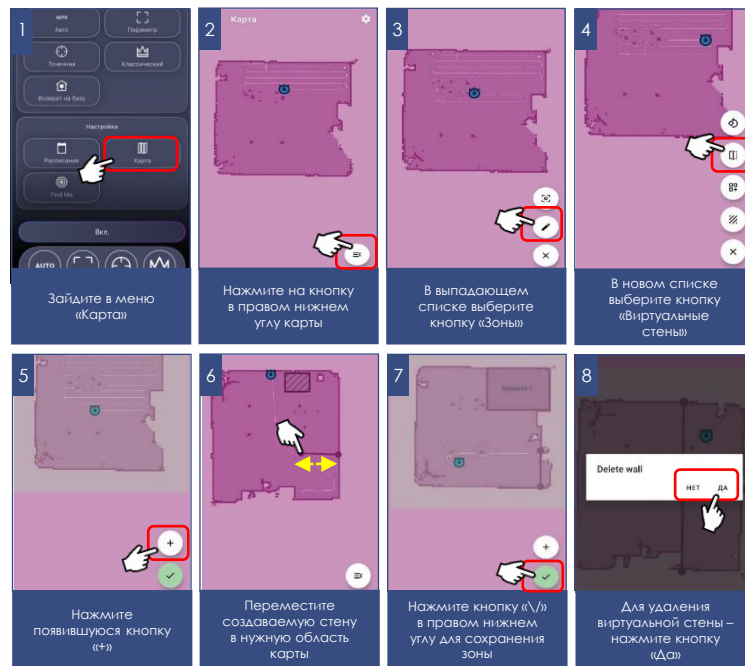 1
AUTO
Авто
Периметр
Точечная
Классический
Возврат на базу
Настройки
Расписание
Карта
Find Me
Вкл.
AUTO
Зайдите в меню
«Карта»
2
Карта
Нажмите на кнопку
в правом нижнем
углу карты
3
В выпадающем
списке выберите
кнопку «Зоны»
4
В новом списке
выберите кнопку
«Виртуальные
стены»
5
Нажмите
появившуюся кнопку
«+»
6
Переместите
создаваемую стену
в нужную область
карты
7
Нажмите кнопку «\/»
в правом нижнем
углу для сохранения
зоны
8
Delete wall
НЕТ ДА
Для удаления
виртуальной стены –
нажмите кнопку
«Да»